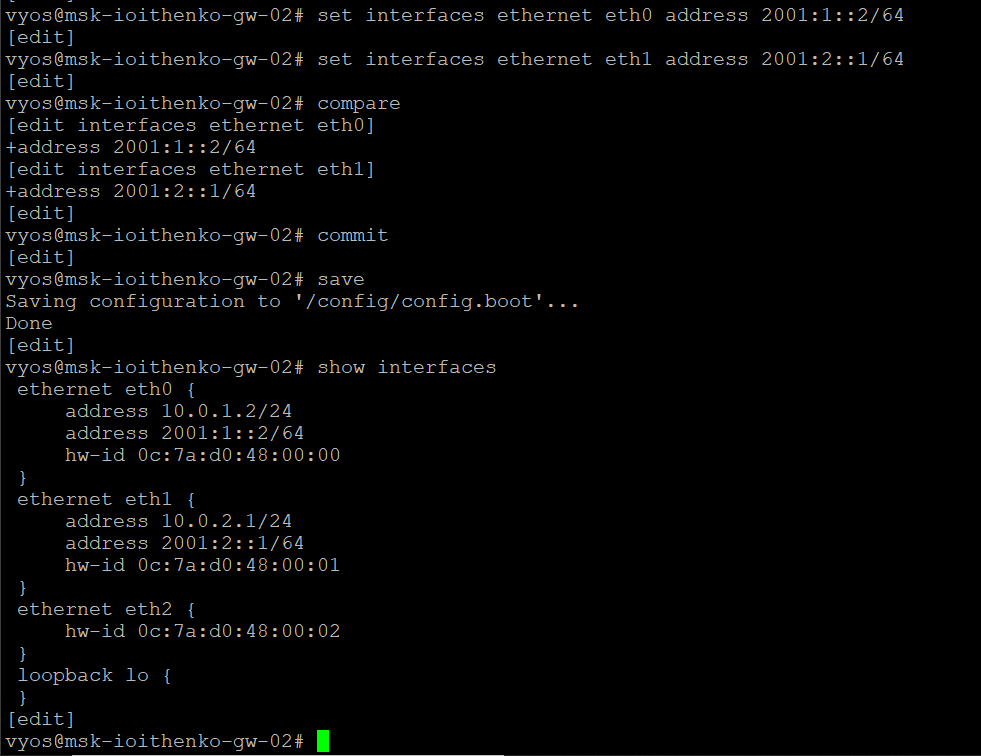 vyos@msk-ioithenko-gw-02# set interfaces ethernet eth0 address 2001:1::2/64
[edit]
vyos@msk-ioithenko-gw-02# set interfaces ethernet eth1 address 2001:2::1/64
[edit]
vyos@msk-ioithenko-gw-02# compare
[edit interfaces ethernet eth0]
+address 2001:1::2/64
[edit interfaces ethernet eth1]
+address 2001:2::1/64
[edit]
vyos@msk-ioithenko-gw-02# commit
[edit]
vyos@msk-ioithenko-gw-02# save
Saving configuration to '/config/config.boot'...
Done
[edit]
vyos@msk-ioithenko-gw-02# show interfaces
 ethernet eth0 {
     address 10.0.1.2/24
     address 2001:1::2/64
     hw-id 0c:7a:d0:48:00:00
 }
 ethernet eth1 {
     address 10.0.2.1/24
     address 2001:2::1/64
     hw-id 0c:7a:d0:48:00:01
 }
 ethernet eth2 {
     hw-id 0c:7a:d0:48:00:02
 }
 loopback lo {
 }
[edit]
vyos@msk-ioithenko-gw-02#